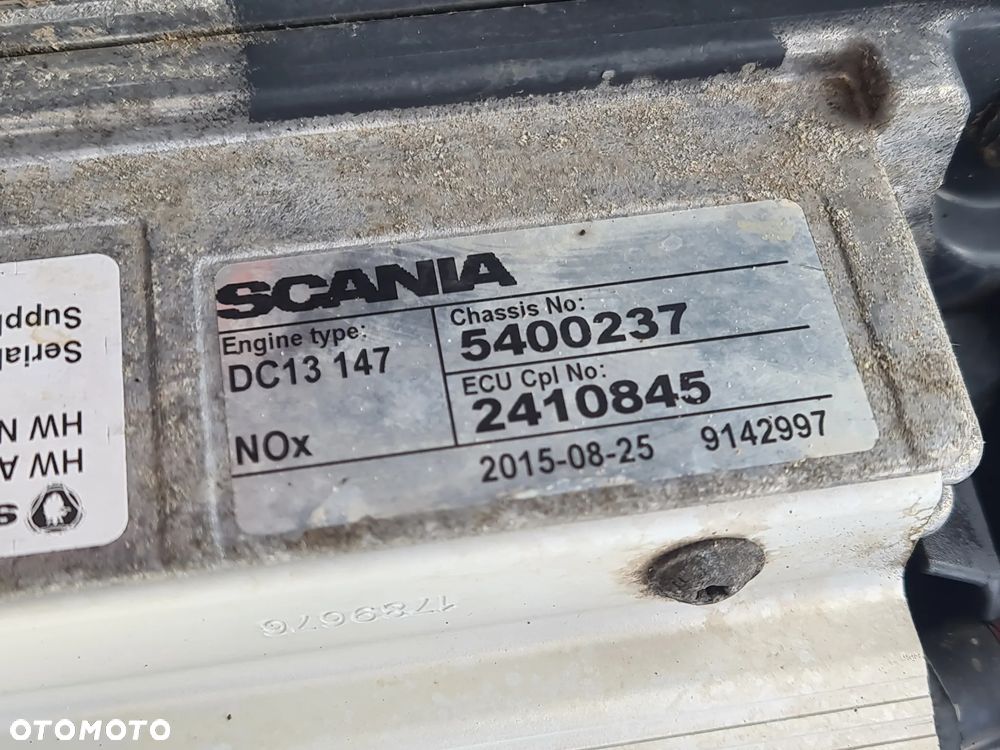 SCANIA
Engine type:
DC13 147
NOx
Chassis No:
5400237
ECU Cpl No:
2410845
2015-08-25 9142997
Suppl
Serial
HW N
HW A
S
1789676
OTOMOTO